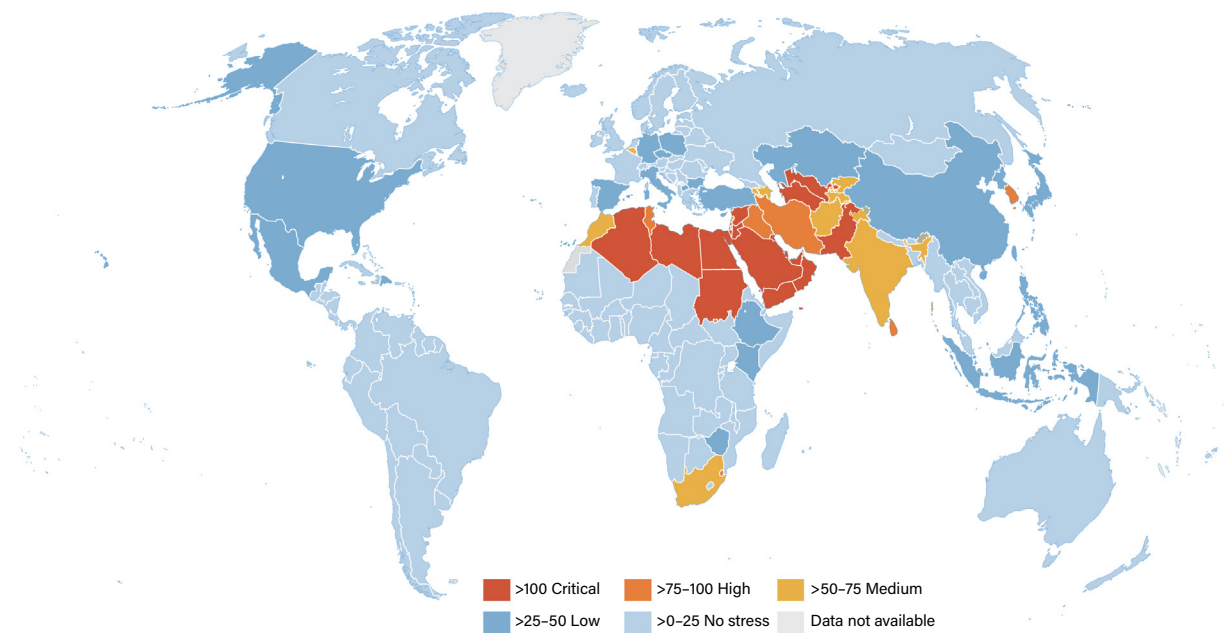 >100 Critical
>75–100 High
>50–75 Medium
>25–50 Low
>0–25 No stress
Data not available